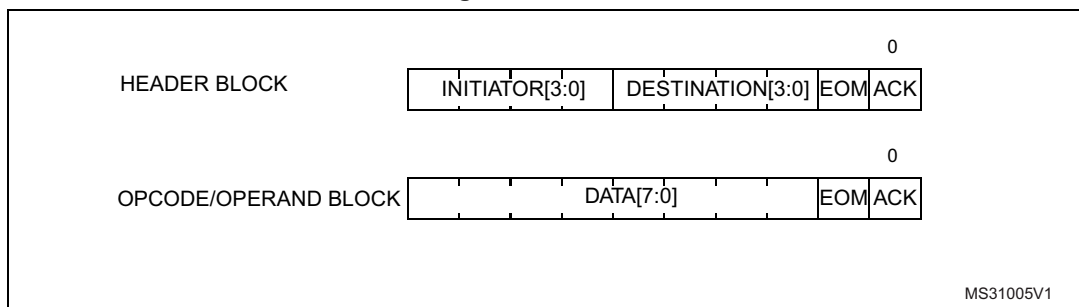 0
HEADER BLOCK INITIATOR[3:0] DESTINATION[3:0] EOM ACK
0
OPCODE/OPERAND BLOCK DATA[7:0] EOM ACK
MS31005V1